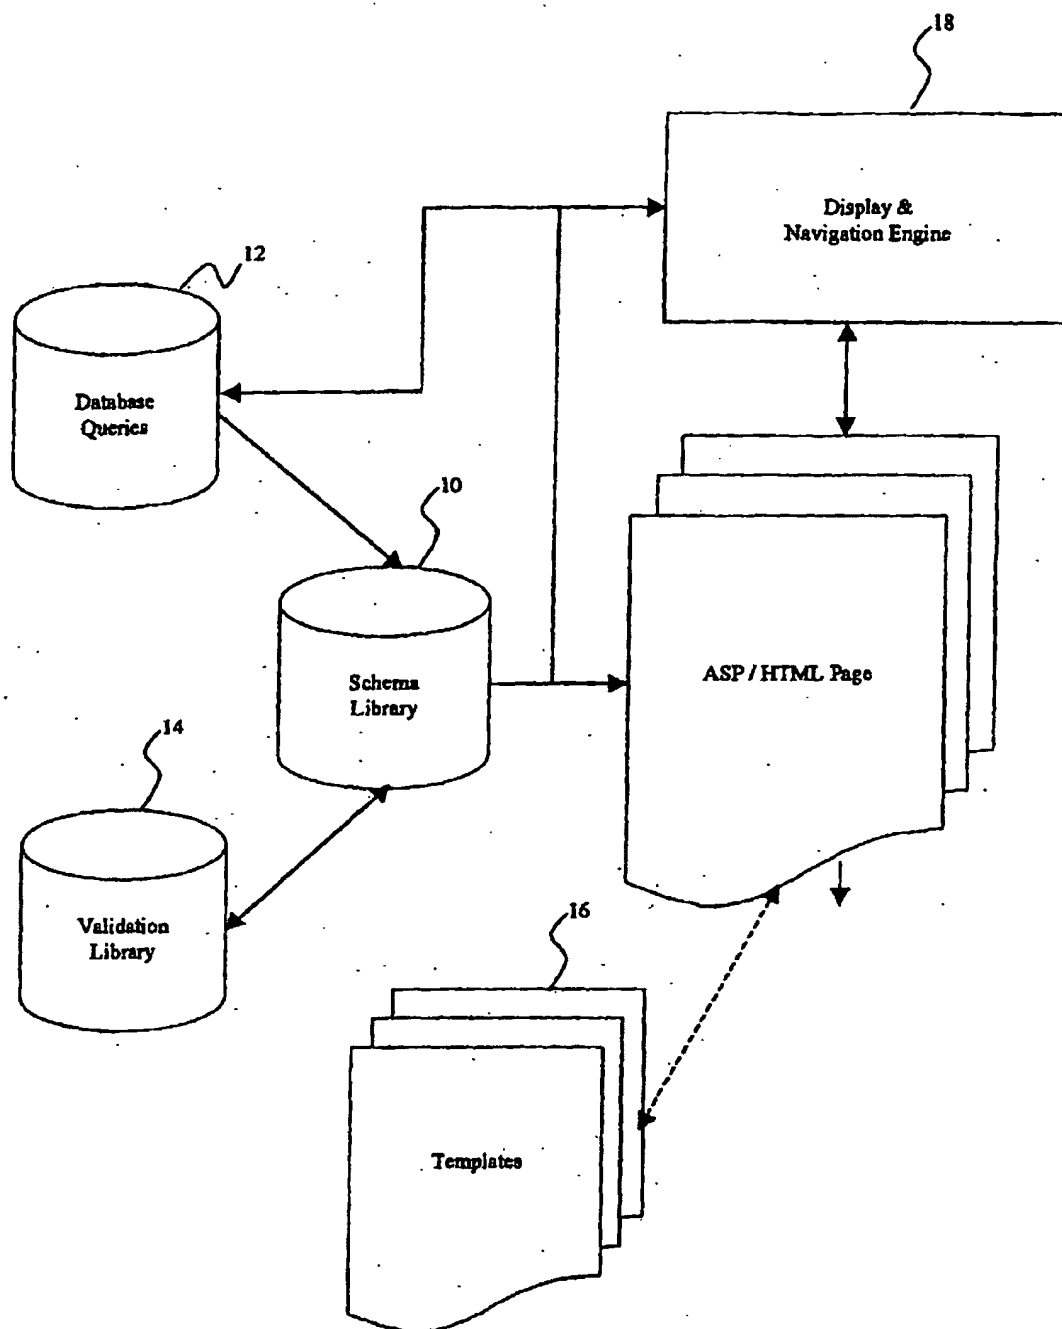 18
Display &
Navigation Engine
12
Database
Queries
10
Schema
Library
ASP / HTML Page
14
Validation
Library
16
Templates